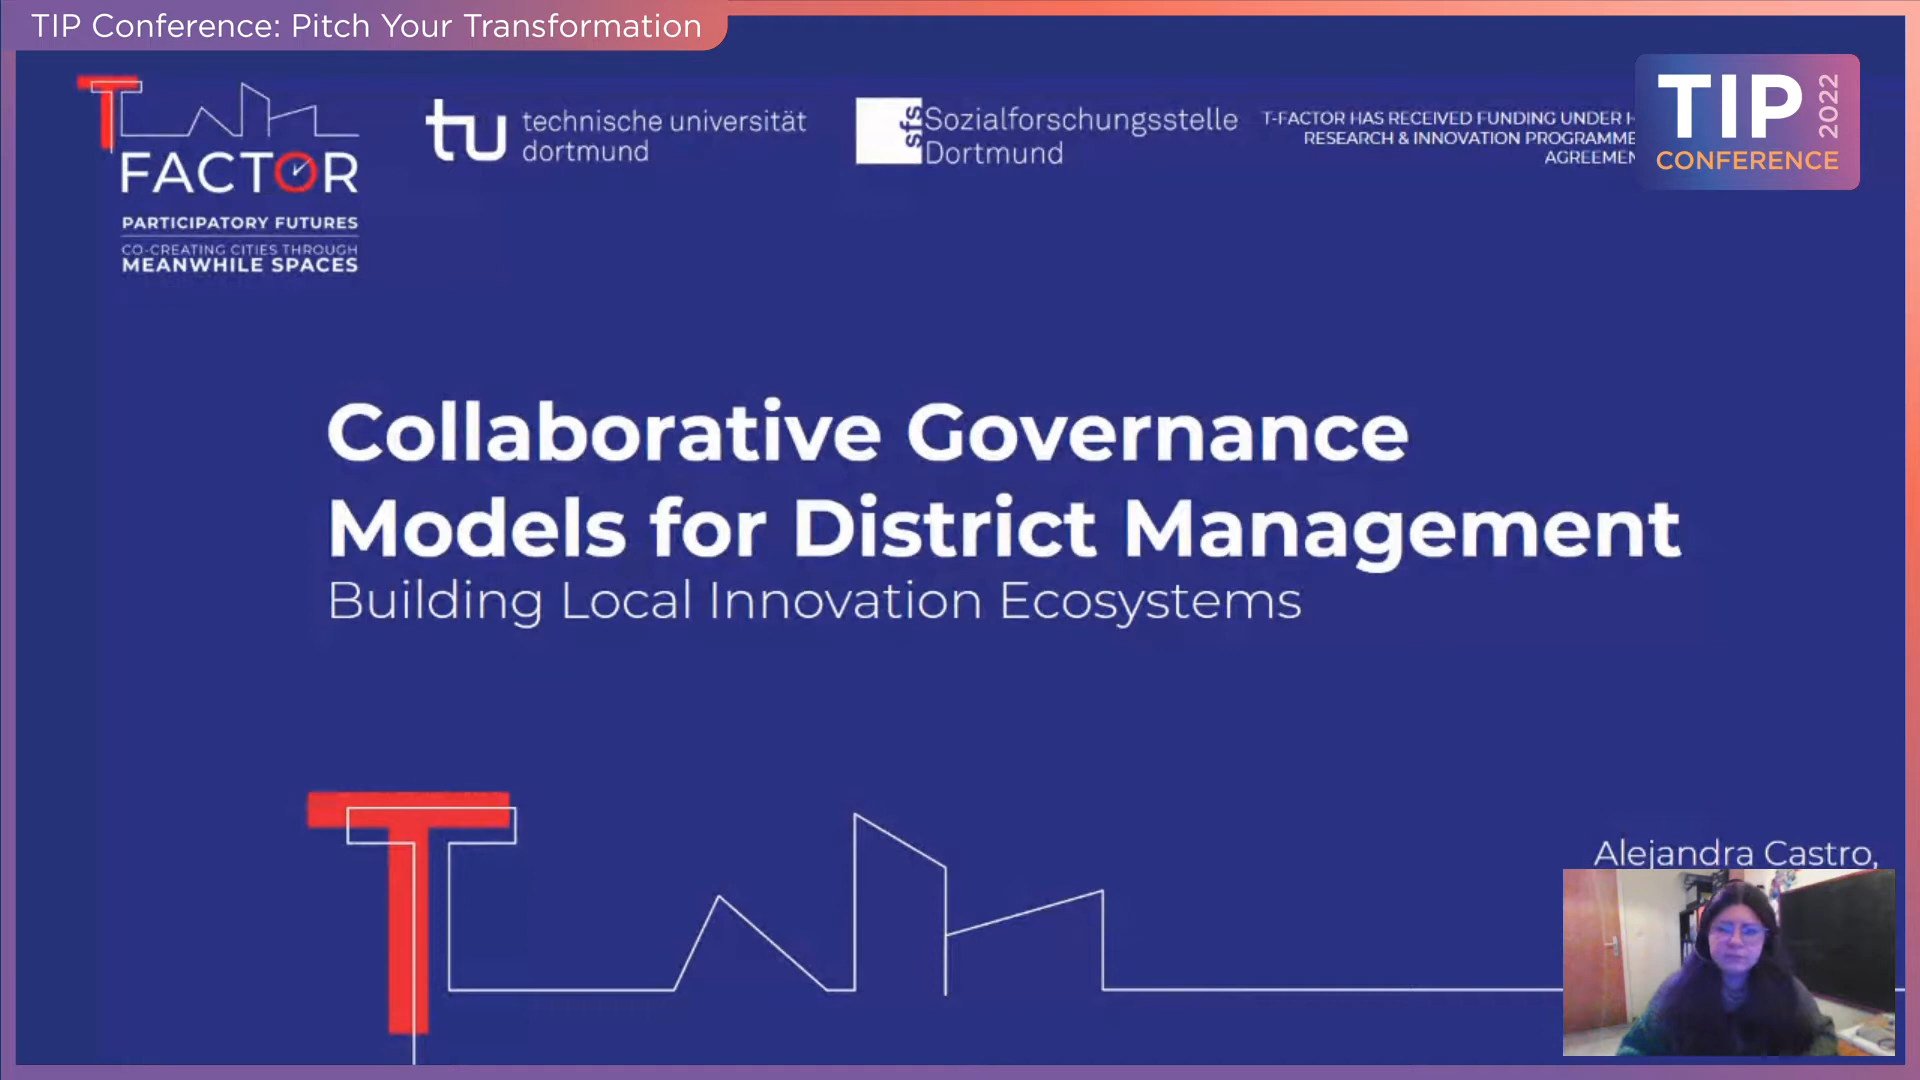 TIP Conference: Pitch Your Transformation
T
FACTOR
PARTICIPATORY FUTURES
CO-CREATING CITIES THROUGH
MEANWHILE SPACES
tu technische universität
dortmund
sfs Sozialforschungsstelle
Dortmund
T-FACTOR HAS RECEIVED FUNDING UNDER H
RESEARCH & INNOVATION PROGRAMME
AGREEMEN
TIP 2022
CONFERENCE
Collaborative Governance
Models for District Management
Building Local Innovation Ecosystems
T
Alejandra Castro,